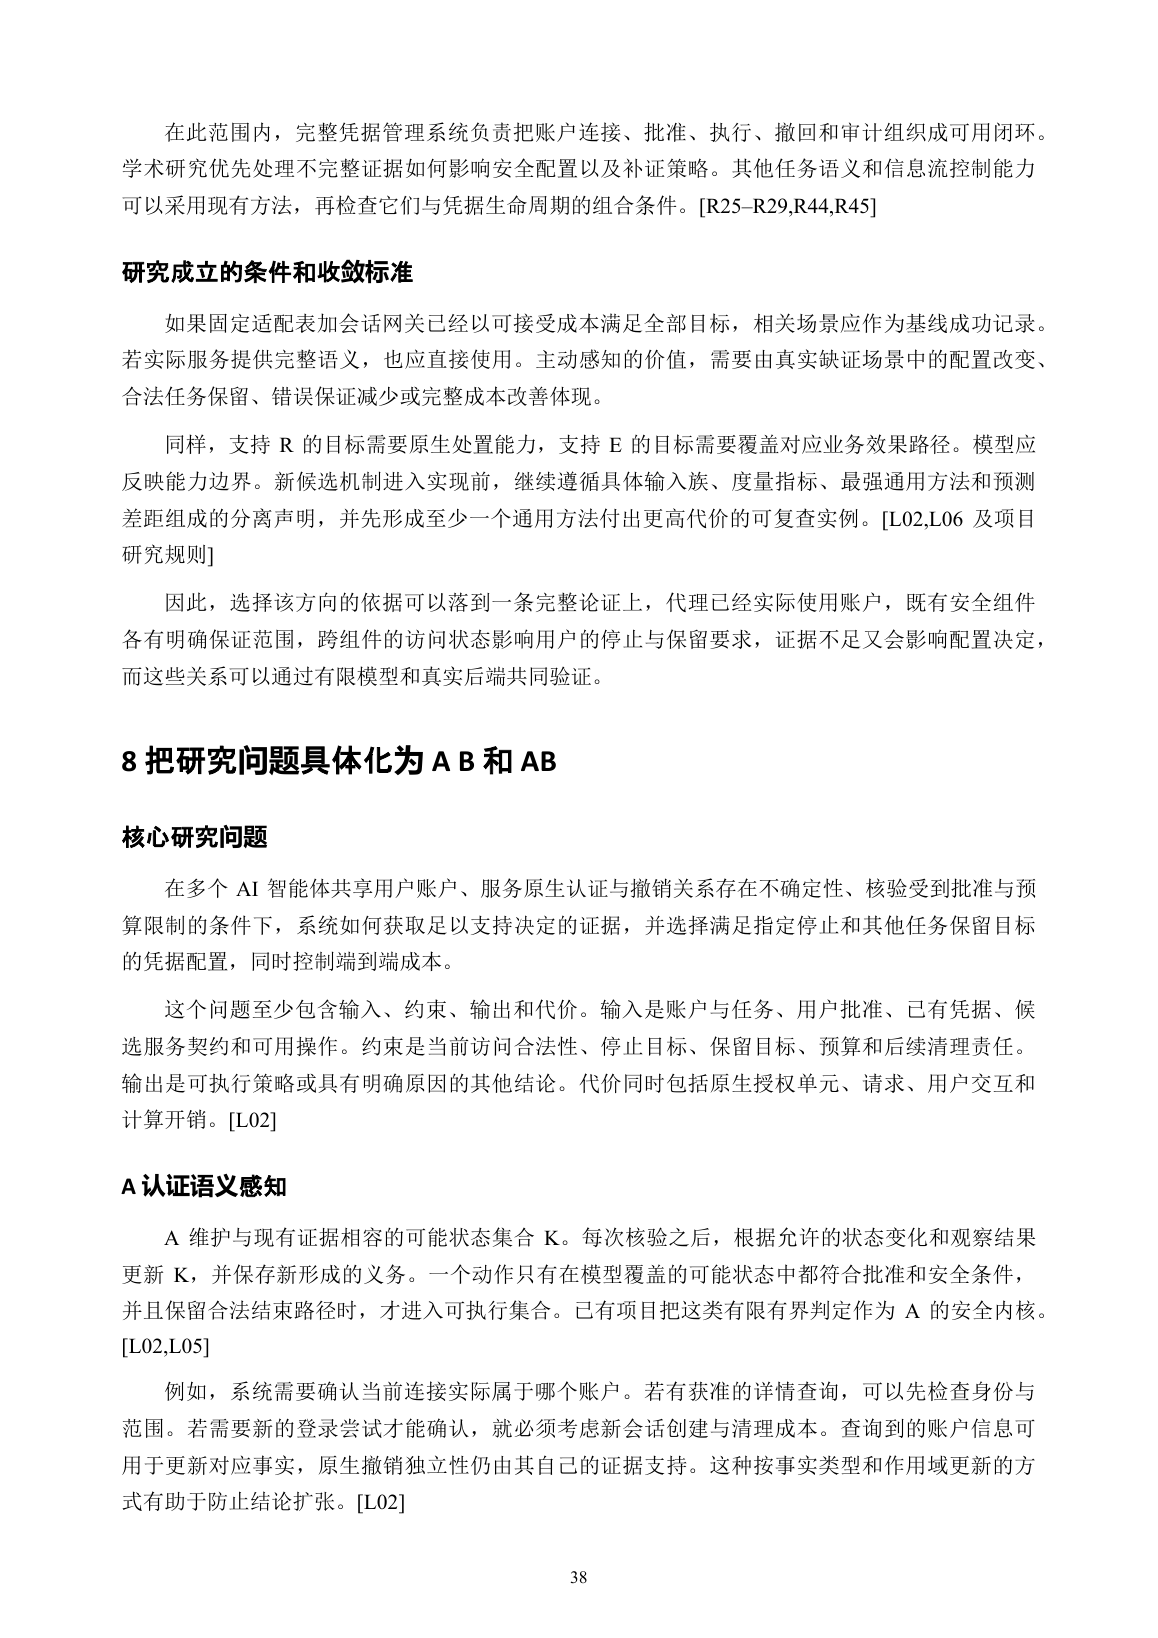 在此范围内，完整凭据管理系统负责把账户连接、批准、执行、撤回和审计组织成可用闭环。
学术研究优先处理不完整证据如何影响安全配置以及补证策略。其他任务语义和信息流控制能力
可以采用现有方法，再检查它们与凭据生命周期的组合条件。[R25–R29,R44,R45]
研究成立的条件和收敛标准
如果固定适配表加会话网关已经以可接受成本满足全部目标，相关场景应作为基线成功记录。
若实际服务提供完整语义，也应直接使用。主动感知的价值，需要由真实缺证场景中的配置改变、
合法任务保留、错误保证减少或完整成本改善体现。
同样，支持 R 的目标需要原生处置能力，支持 E 的目标需要覆盖对应业务效果路径。模型应
反映能力边界。新候选机制进入实现前，继续遵循具体输入族、度量指标、最强通用方法和预测
差距组成的分离声明，并先形成至少一个通用方法付出更高代价的可复查实例。[L02,L06 及项目
研究规则]
因此，选择该方向的依据可以落到一条完整论证上，代理已经实际使用账户，既有安全组件
各有明确保证范围，跨组件的访问状态影响用户的停止与保留要求，证据不足又会影响配置决定，
而这些关系可以通过有限模型和真实后端共同验证。
8 把研究问题具体化为 A B 和 AB
核心研究问题
在多个 AI 智能体共享用户账户、服务原生认证与撤销关系存在不确定性、核验受到批准与预
算限制的条件下，系统如何获取足以支持决定的证据，并选择满足指定停止和其他任务保留目标
的凭据配置，同时控制端到端成本。
这个问题至少包含输入、约束、输出和代价。输入是账户与任务、用户批准、已有凭据、候
选服务契约和可用操作。约束是当前访问合法性、停止目标、保留目标、预算和后续清理责任。
输出是可执行策略或具有明确原因的其他结论。代价同时包括原生授权单元、请求、用户交互和
计算开销。[L02]
A 认证语义感知
A 维护与现有证据相容的可能状态集合 K。每次核验之后，根据允许的状态变化和观察结果
更新 K，并保存新形成的义务。一个动作只有在模型覆盖的可能状态中都符合批准和安全条件，
并且保留合法结束路径时，才进入可执行集合。已有项目把这类有限有界判定作为 A 的安全内核。
[L02,L05]
例如，系统需要确认当前连接实际属于哪个账户。若有获准的详情查询，可以先检查身份与
范围。若需要新的登录尝试才能确认，就必须考虑新会话创建与清理成本。查询到的账户信息可
用于更新对应事实，原生撤销独立性仍由其自己的证据支持。这种按事实类型和作用域更新的方
式有助于防止结论扩张。[L02]
38